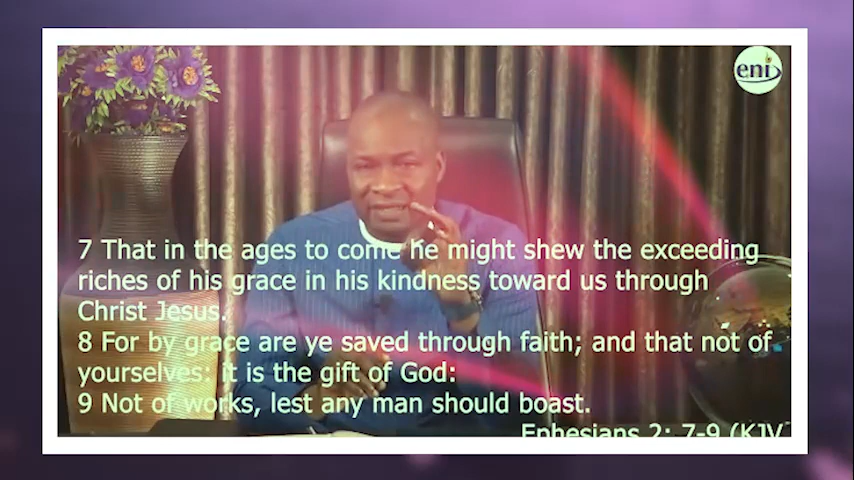 eni
7 That in the ages to come he might shew the exceeding
riches of his grace in his kindness toward us through
Christ Jesus.
8 For by grace are ye saved through faith; and that not of
yourselves: it is the gift of God:
9 Not of works, lest any man should boast.
Ephesians 2: 7-9 (KJV